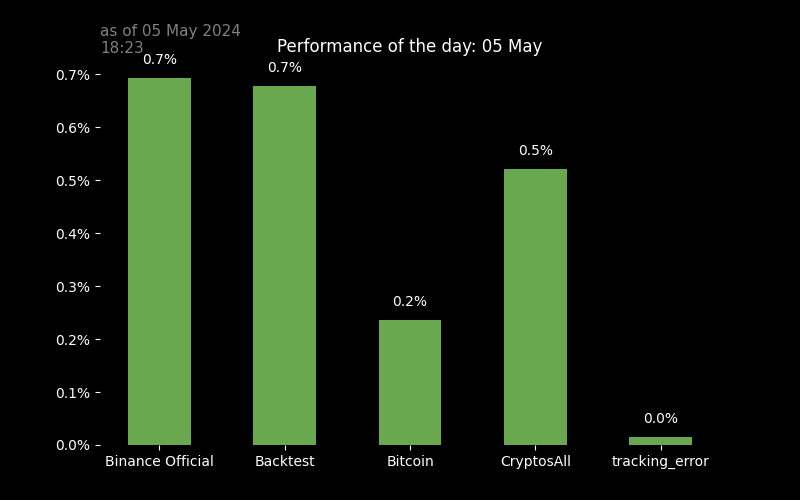 as of 05 May 2024
18:23
Performance of the day: 05 May
0.7%
0.7%
0.7%
0.6%
0.5%
0.5%
0.4%
0.3%
0.2%
0.2%
0.1%
0.0%
0.0%
Binance Official
Backtest
Bitcoin
CryptosAll
tracking_error